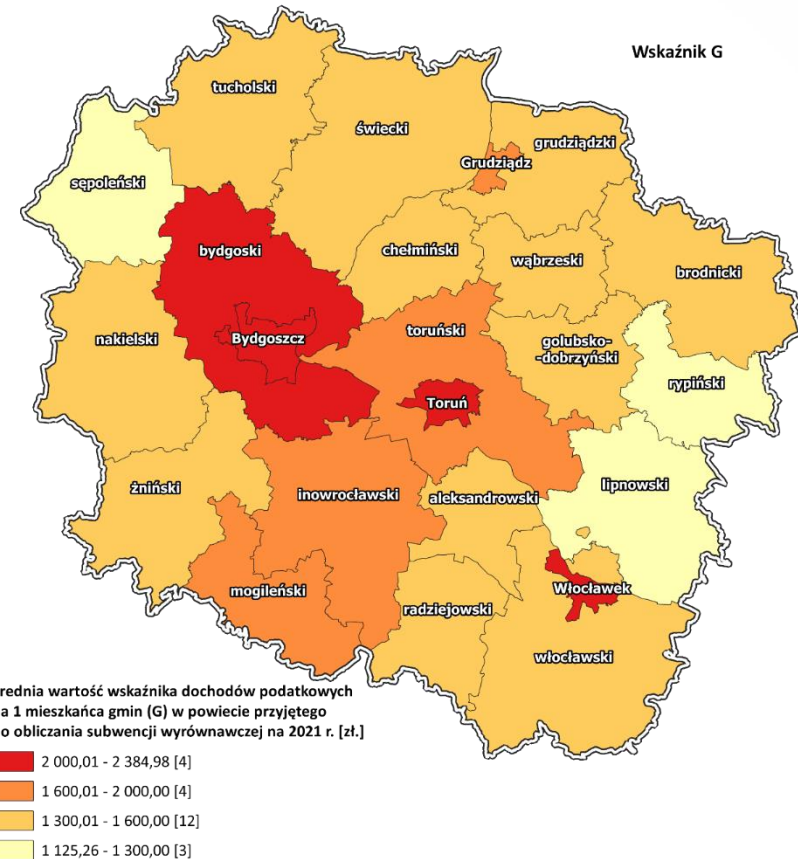 Wskaźnik G
tucholski
świecki
grudziądzki
Grudziądz
sępoleński
bydgoski
chełmiński
wąbrzeski
brodnicki
nakielski
Bydgoszcz
toruński
golubsko-
-dobrzyński
rypiński
Toruń
żniński
inowrocławski
aleksandrowski
lipnowski
mogileński
radziejowski
Włocławek
włocławski
rednia wartość wskaźnika dochodów podatkowych
a 1 mieszkańca gmin (G) w powiecie przyjętego
o obliczania subwencji wyrównawczej na 2021 r. [zł.]
2 000,01 - 2 384,98 [4]
1 600,01 - 2 000,00 [4]
1 300,01 - 1 600,00 [12]
1 125,26 - 1 300,00 [3]